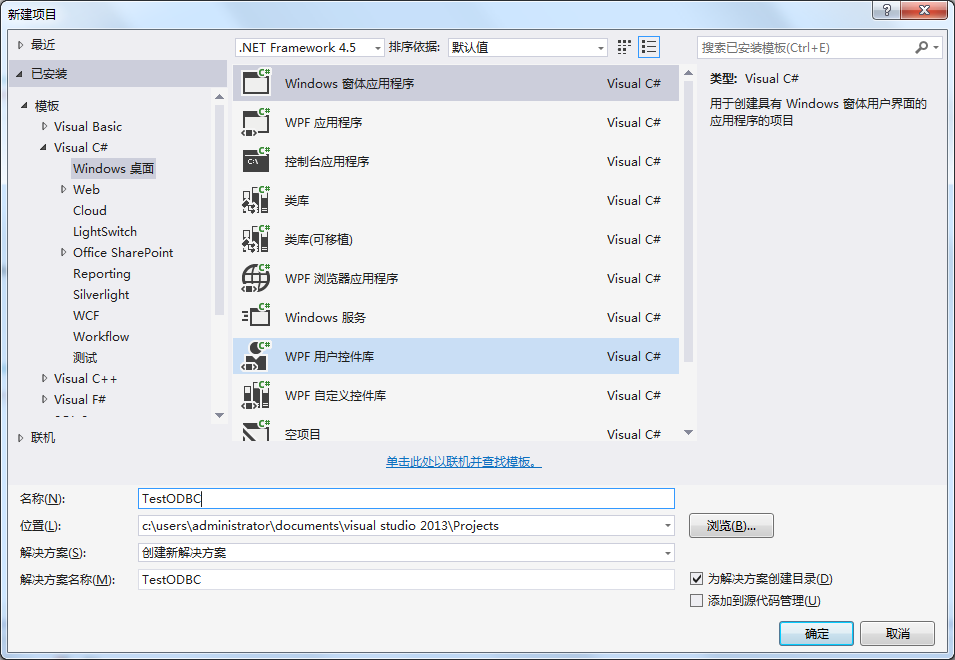 新建项目
最近
已安装
模板
Visual Basic
Visual C#
Windows 桌面
Web
Cloud
LightSwitch
Office SharePoint
Reporting
Silverlight
WCF
Workflow
测试
Visual C++
Visual F#
联机
.NET Framework 4.5 排序依据: 默认值
Windows 窗体应用程序 Visual C#
WPF 应用程序 Visual C#
控制台应用程序 Visual C#
类库 Visual C#
类库(可移植) Visual C#
WPF 浏览器应用程序 Visual C#
Windows 服务 Visual C#
WPF 用户控件库 Visual C#
WPF 自定义控件库 Visual C#
空项目 Visual C#
单击此处以联机并查找模板。
搜索已安装模板(Ctrl+E)
类型: Visual C#
用于创建具有 Windows 窗体用户界面的
应用程序的项目
名称(N): TestODBC
位置(L): c:\users\administrator\documents\visual studio 2013\Projects 浏览(B)...
解决方案(S): 创建新解决方案
解决方案名称(M): TestODBC
为解决方案创建目录(D)
添加到源代码管理(U)
确定 取消